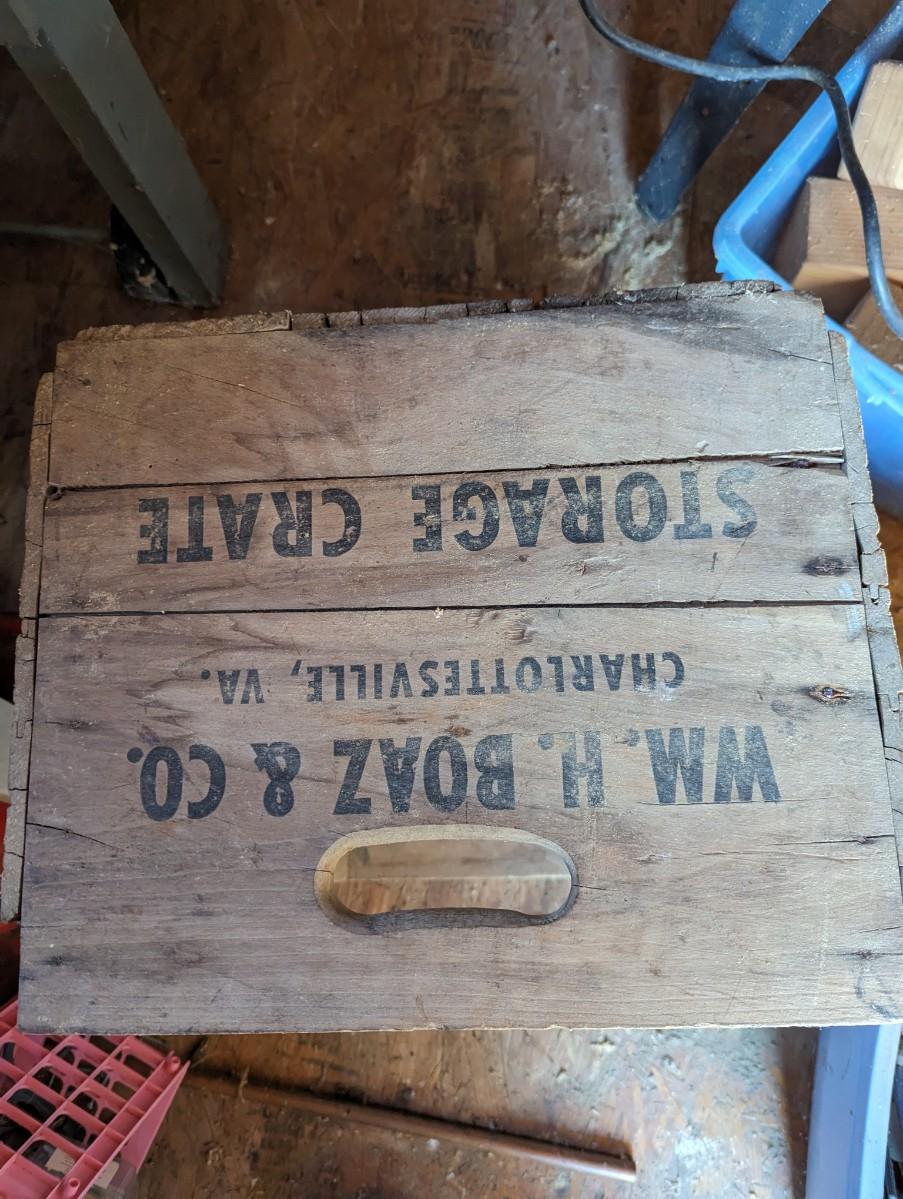 WM. H. BOAZ & CO.
CHARLOTTESVILLE, VA.
STORAGE CRATE